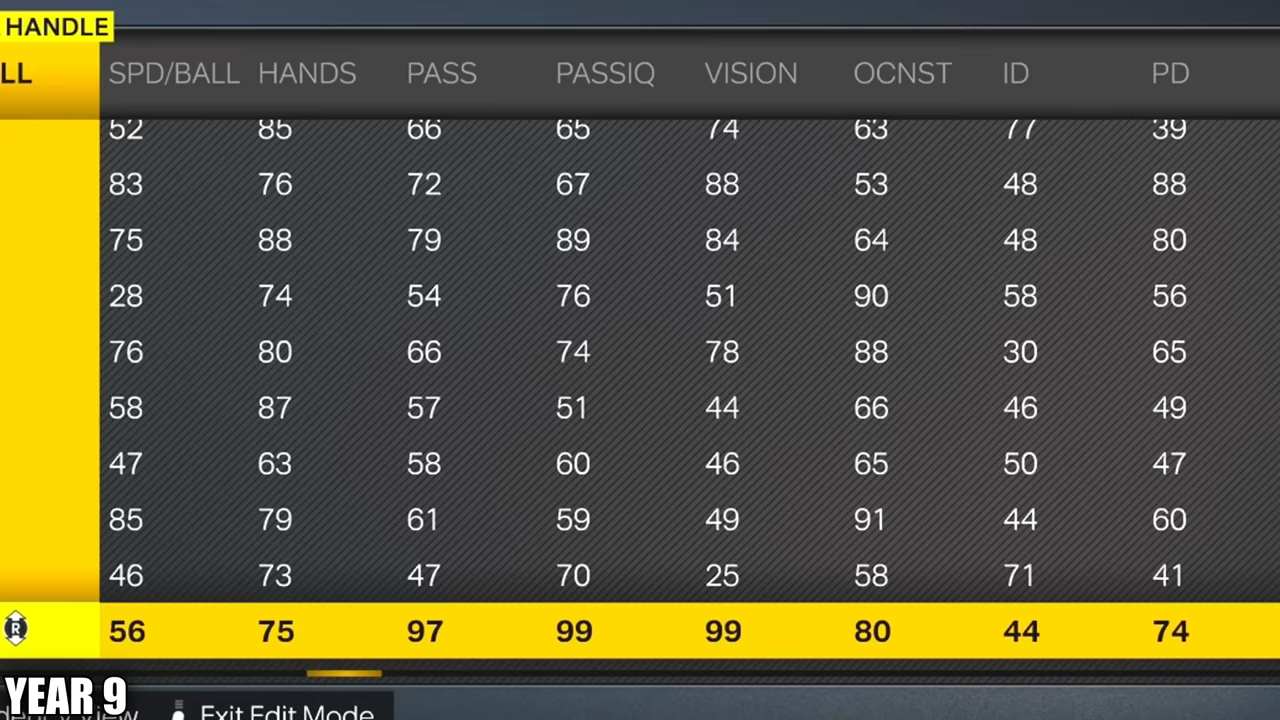 HANDLE
LL SPD/BALL HANDS PASS PASSIQ VISION OCNST ID PD
52 85 66 65 74 63 77 39
83 76 72 67 88 53 48 88
75 88 79 89 84 64 48 80
28 74 54 76 51 90 58 56
76 80 66 74 78 88 30 65
58 87 57 51 44 66 46 49
47 63 58 60 46 65 50 47
85 79 61 59 49 91 44 60
46 73 47 70 25 58 71 41
R 56 75 97 99 99 80 44 74
YEAR 9
Exit Edit Mode